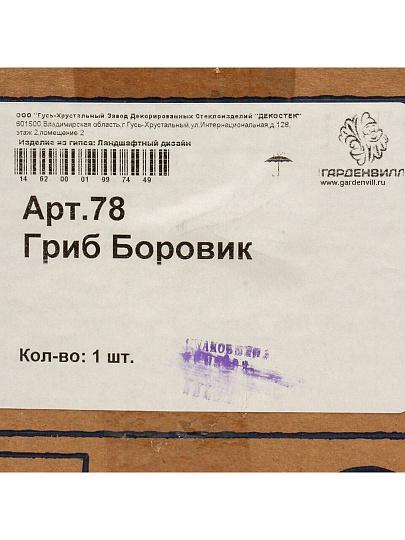 ООО "Гусь-Хрустальный Завод Декорированных Стеклоизделий "ДЕКОСТЕК"
601500,Владимирская область,г.Гусь-Хрустальный,ул.Интернациональная,д.128,
этаж 2,помещение 2
Изделие из гипса: Ландшафтный дизайн
14 62 00 01 99 74 49
ГАРДЕНВИЛЛ
www.gardenvill.ru
Арт.78
Гриб Боровик
Кол-во: 1 шт.